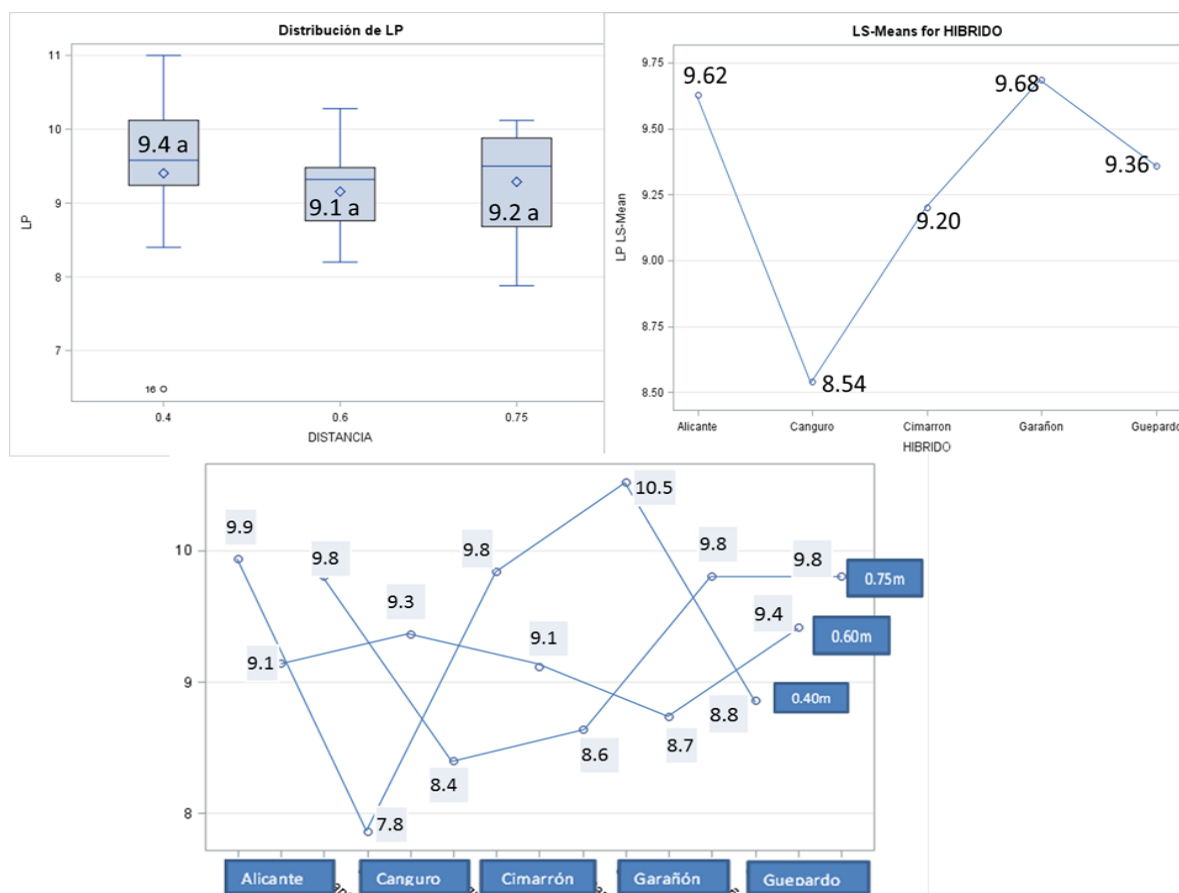 Distribución de LP
11
10
9
8
7
LP
9.4 a
9.1 a
9.2 a
16
0.4
0.6
0.75
DISTANCIA
LS-Means for HIBRIDO
9.75
9.50
9.25
9.00
8.75
8.50
LP LS-Mean
9.62
8.54
9.20
9.68
9.36
Alicante
Canguro
Cimarron
Garañon
Guepardo
HIBRIDO
10
9
8
9.9
9.1
9.8
7.8
9.3
8.4
9.8
9.1
8.6
10.5
8.7
9.8
8.8
9.4
9.8
0.75m
0.60m
0.40m
Alicante
Canguro
Cimarrón
Garañón
Guepardo